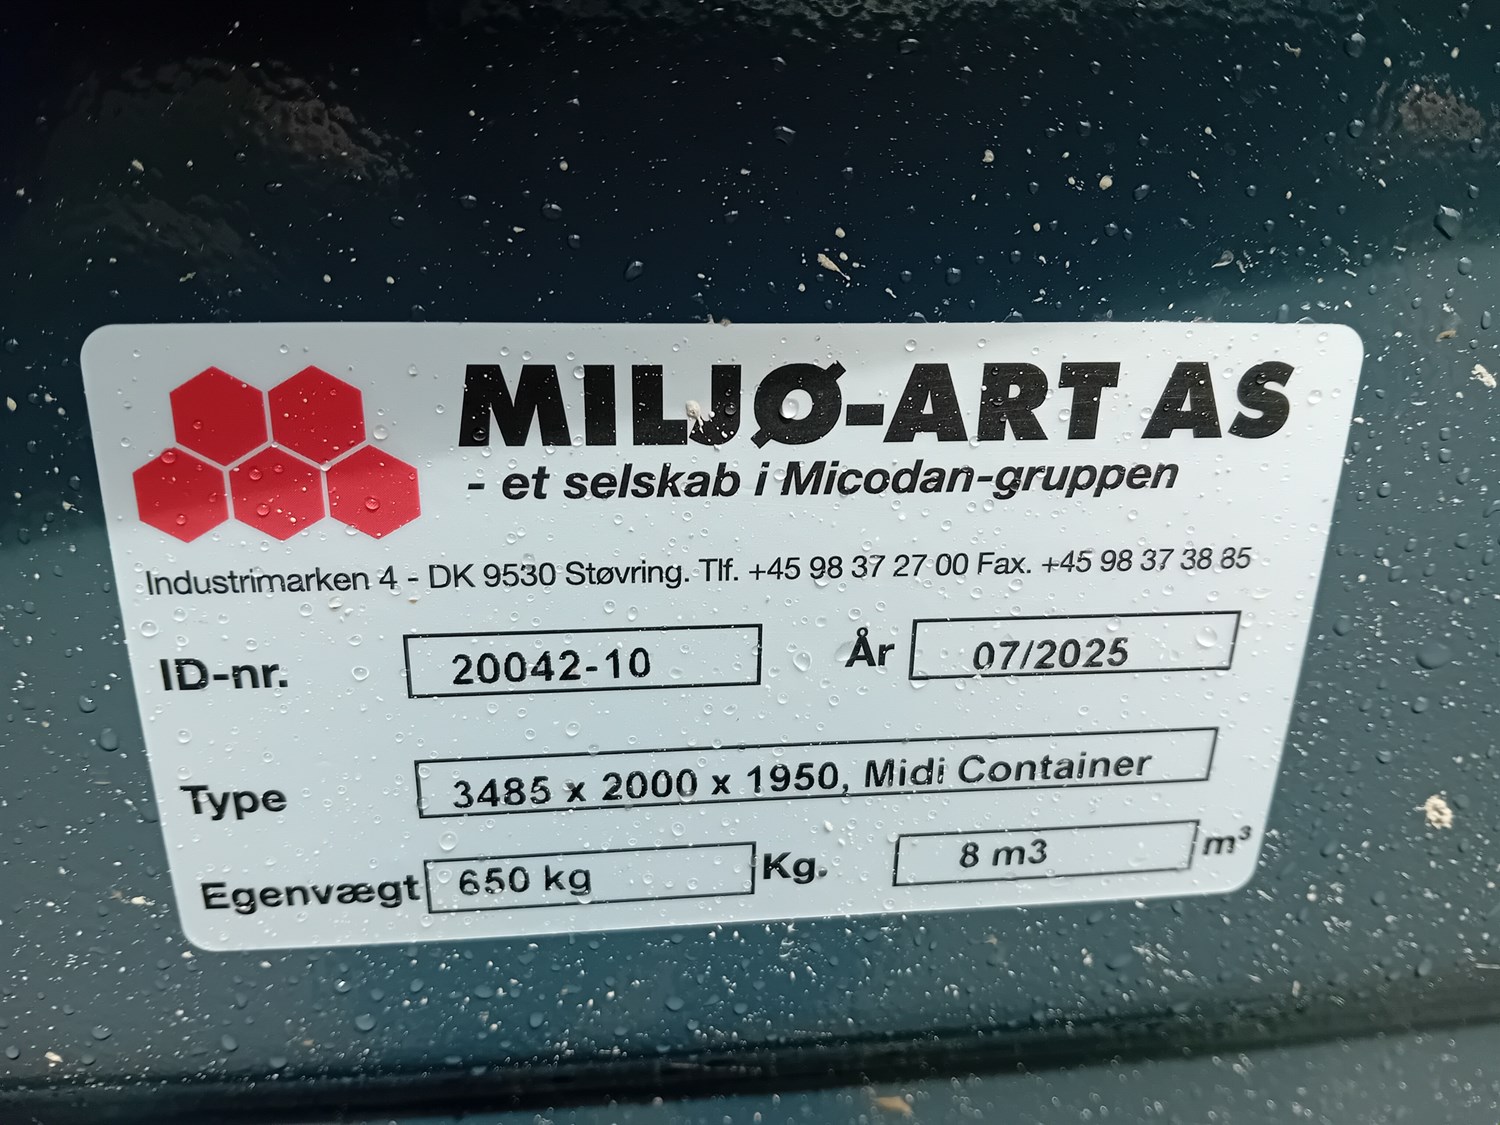 MILJØ-ART AS
- et selskab i Micodan-gruppen
Industrimarken 4 - DK 9530 Støvring. Tlf. +45 98 37 27 00 Fax. +45 98 37 38 85
ID-nr. 20042-10 År 07/2025
Type 3485 x 2000 x 1950, Midi Container
Egenvægt 650 kg Kg. 8 m3 m³